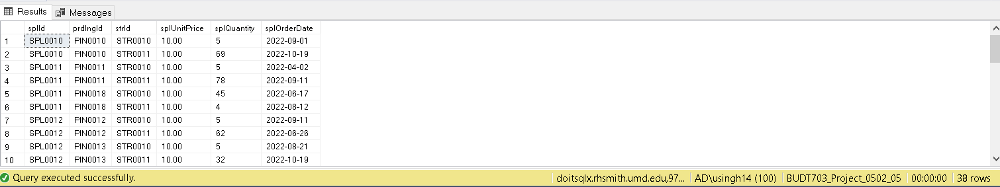 Results Messages
splId prdIngId strId splUnitPrice splQuantity splOrderDate
1 SPL0010 PIN0010 STR0010 10.00 5 2022-09-01
2 SPL0010 PIN0010 STR0011 10.00 69 2022-10-19
3 SPL0011 PIN0011 STR0010 10.00 5 2022-04-02
4 SPL0011 PIN0011 STR0011 10.00 78 2022-09-11
5 SPL0011 PIN0018 STR0010 10.00 45 2022-06-17
6 SPL0011 PIN0018 STR0011 10.00 4 2022-08-12
7 SPL0012 PIN0012 STR0010 10.00 5 2022-09-11
8 SPL0012 PIN0012 STR0011 10.00 62 2022-06-26
9 SPL0012 PIN0013 STR0010 10.00 5 2022-08-21
10 SPL0012 PIN0013 STR0011 10.00 32 2022-10-19
Query executed successfully. doitsqlx.rhsmith.umd.edu,97... AD\usingh14 (100) BUDT703_Project_0502_05 00:00:00 38 rows